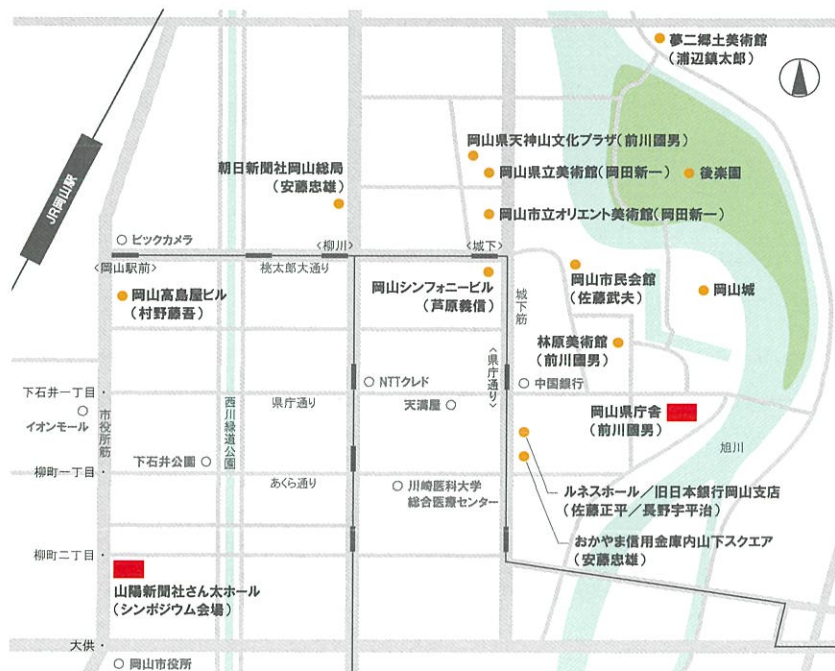 夢二郷土美術館
（浦辺鎮太郎）
岡山県天神山文化プラザ（前川國男）
朝日新聞社岡山総局
（安藤忠雄）
岡山県立美術館（岡田新一）
後楽園
JR岡山駅
岡山市立オリエント美術館（岡田新一）
ビックカメラ
〈柳川〉
〈城下〉
〈岡山駅前〉
桃太郎大通り
岡山シンフォニービル
（芦原義信）
城下筋
岡山市民会館
（佐藤武夫）
岡山城
岡山髙島屋ビル
（村野藤吾）
林原美術館
（前川國男）
〈県庁通り〉
NTTクレド
中国銀行
下石井一丁目
イオンモール
市役所筋
西川緑道公園
県庁通り
天満屋
岡山県庁舎
（前川國男）
旭川
下石井公園
柳町一丁目
あくら通り
川崎医科大学
総合医療センター
ルネスホール／旧日本銀行岡山支店
（佐藤正平／長野宇平治）
おかやま信用金庫内山下スクエア
（安藤忠雄）
柳町二丁目
山陽新聞社さん太ホール
（シンポジウム会場）
大供
岡山市役所